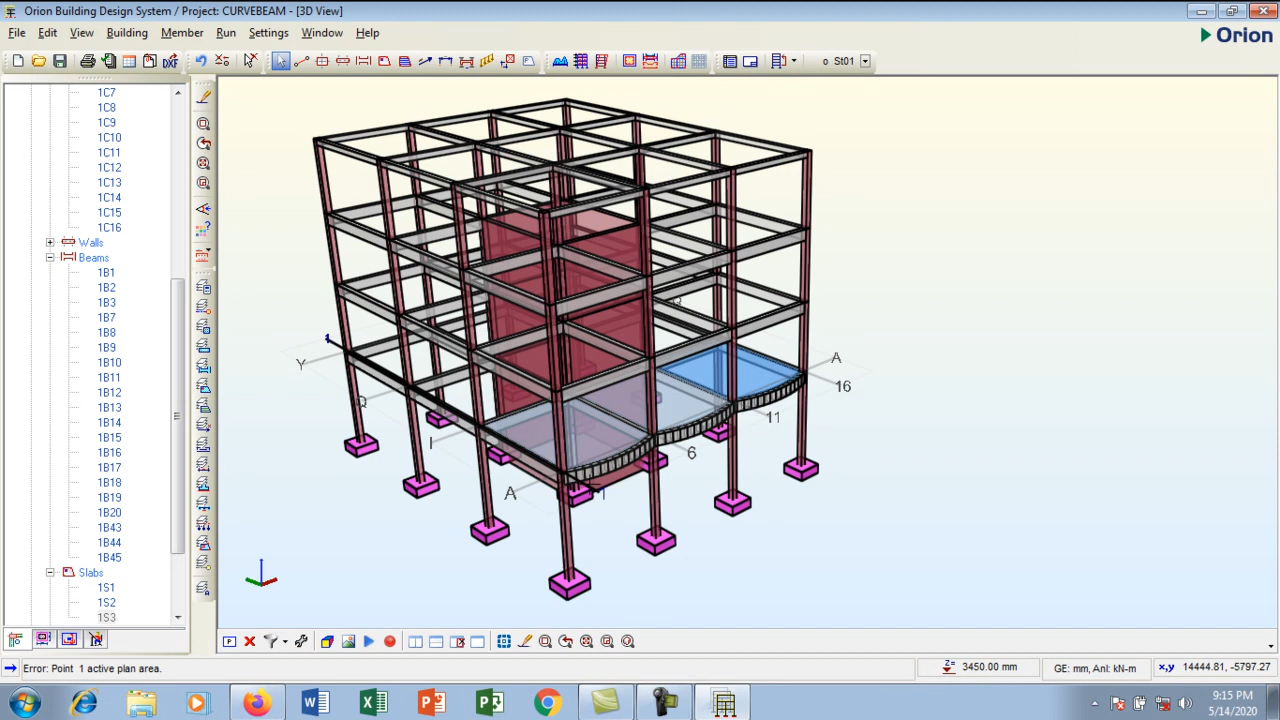 Orion Building Design System / Project: CURVEBEAM - [3D View]
File Edit View Building Member Run Settings Window Help
Orion
DXF
o St01
1C7
1C8
1C9
1C10
1C11
1C12
1C13
1C14
1C15
1C16
Walls
Beams
1B1
1B2
1B3
1B7
1B8
1B9
1B10
1B11
1B12
1B13
1B14
1B15
1B16
1B17
1B18
1B19
1B20
1B43
1B44
1B45
Slabs
1S1
1S2
1S3
Y
Q
I
A
1
6
11
16
A
Error: Point 1 active plan area.
Z= 3450.00 mm
GE: mm, Anl: kN-m
x,y 14444.81, -5797.27
9:15 PM
5/14/2020